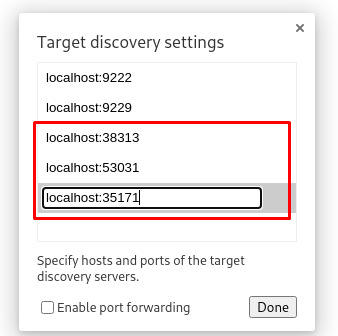 Target discovery settings
localhost:9222
localhost:9229
localhost:38313
localhost:53031
localhost:35171
Specify hosts and ports of the target
discovery servers.
Enable port forwarding
Done